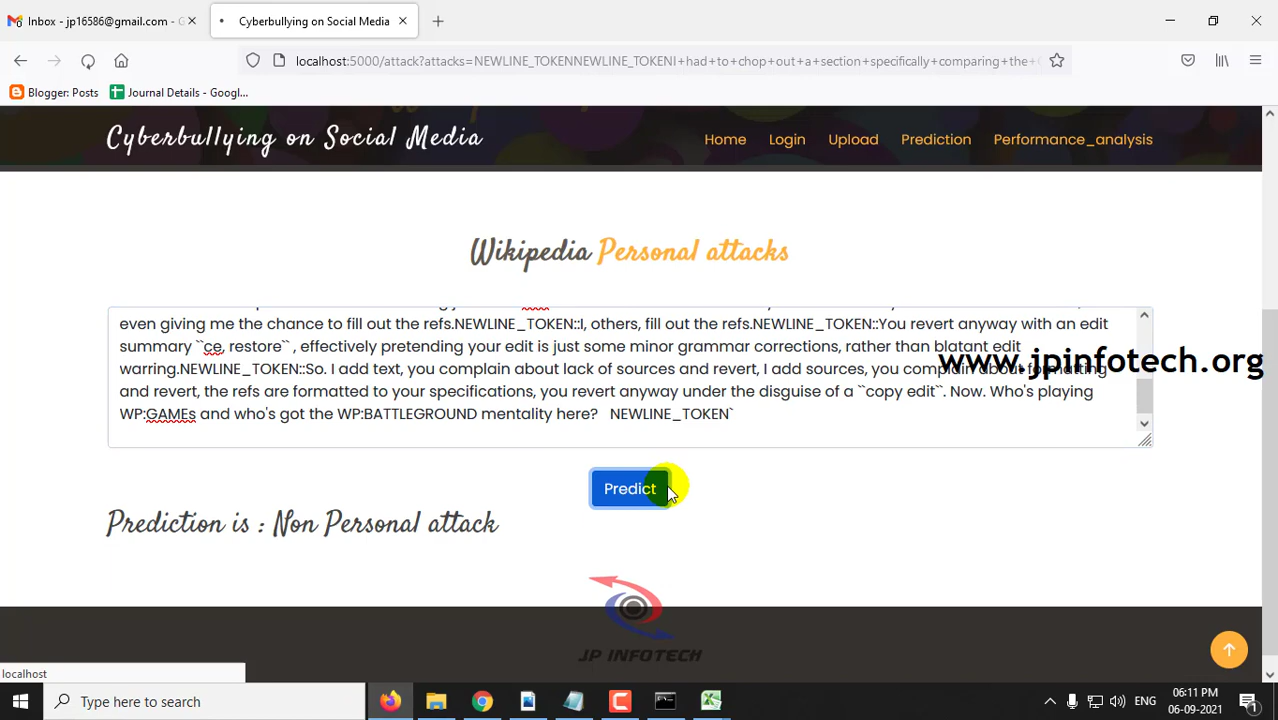 Inbox - jp16586@gmail.com - G
Cyberbullying on Social Media
localhost:5000/attack?attacks=NEWLINE_TOKENNEWLINE_TOKENI+had+to+chop+out+a+section+specifically+comparing+the+
Blogger: Posts
Journal Details - Googl...
Cyberbullying on Social Media
Home Login Upload Prediction Performance_analysis
Wikipedia Personal attacks
even giving me the chance to fill out the refs.NEWLINE_TOKEN::I, others, fill out the refs.NEWLINE_TOKEN::You revert anyway with an edit
summary ``ce, restore`` , effectively pretending your edit is just some minor grammar corrections, rather than blatant edit
www.jpinfotech.org
warring.NEWLINE_TOKEN::So. I add text, you complain about lack of sources and revert, I add sources, you complain about formatting
and revert, the refs are formatted to your specifications, you revert anyway under the disguise of a ``copy edit``. Now. Who's playing
WP:GAMEs and who's got the WP:BATTLEGROUND mentality here? NEWLINE_TOKEN`
Predict
Prediction is : Non Personal attack
JP INFOTECH
localhost
Type here to search
ENG
06:11 PM
06-09-2021
1